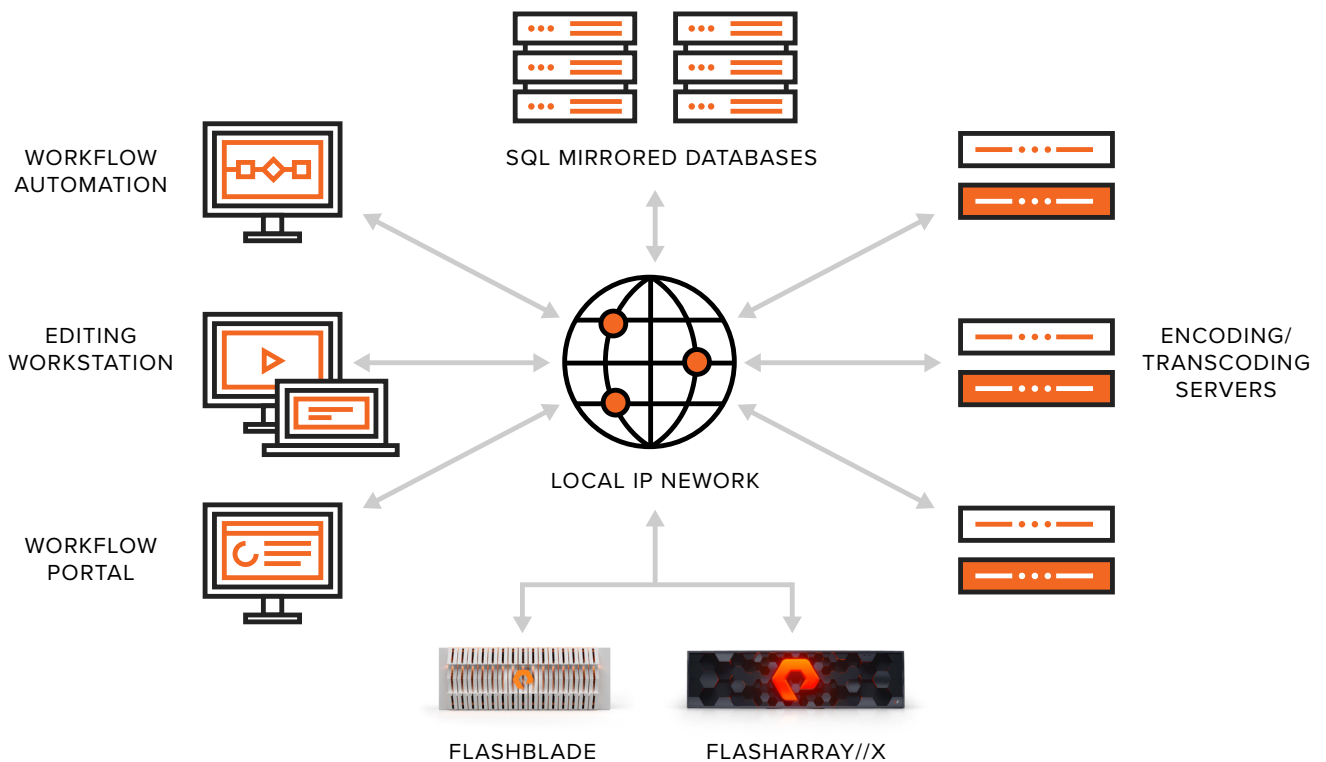 SQL MIRRORED DATABASES
WORKFLOW
AUTOMATION
EDITING
WORKSTATION
ENCODING/
TRANSCODING
SERVERS
LOCAL IP NEWORK
WORKFLOW
PORTAL
FLASHBLADE
FLASHARRAY//X